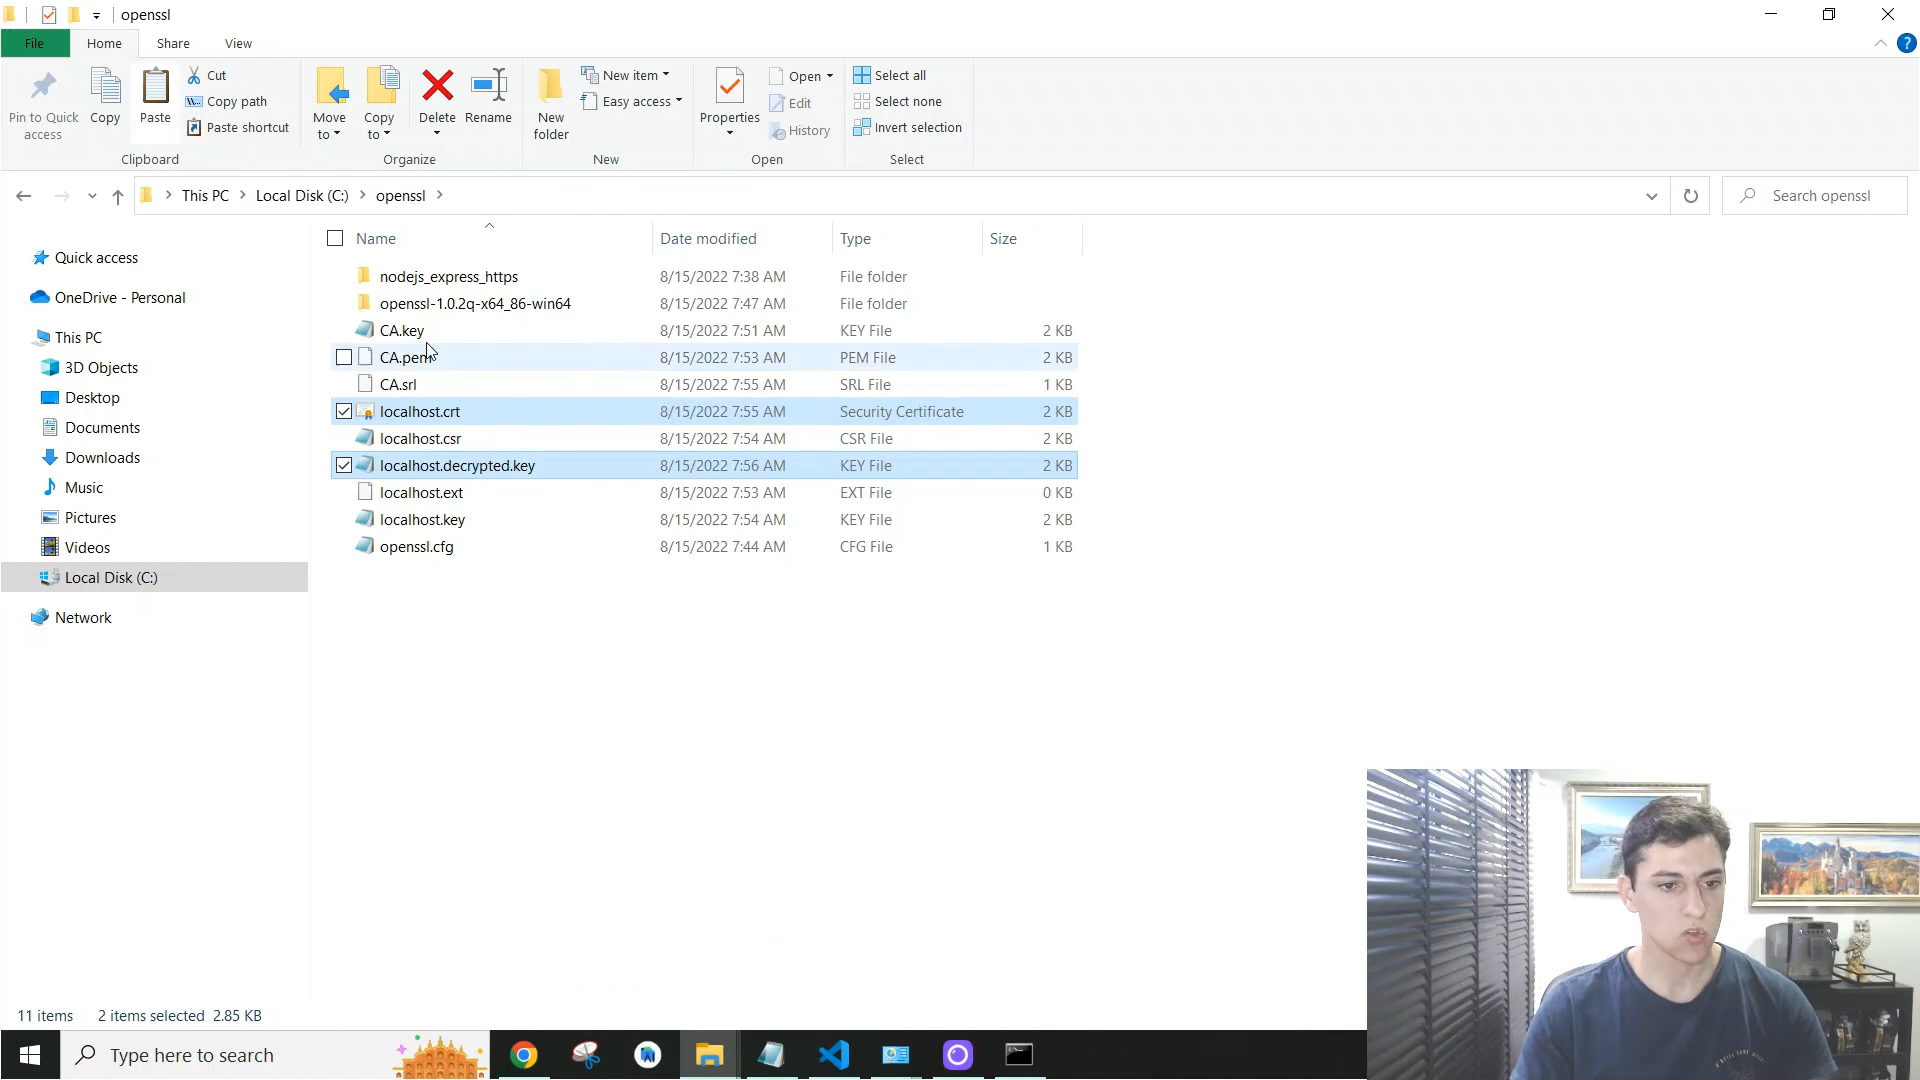 openssl
File Home Share View
Pin to Quick access
Copy
Paste
Cut
Copy path
Paste shortcut
Clipboard
Move to
Copy to
Delete
Rename
Organize
New folder
New item
Easy access
New
Properties
Open
Edit
History
Open
Select all
Select none
Invert selection
Select
This PC > Local Disk (C:) > openssl >
Search openssl
Quick access
OneDrive - Personal
This PC
3D Objects
Desktop
Documents
Downloads
Music
Pictures
Videos
Local Disk (C:)
Network
Name Date modified Type Size
nodejs_express_https 8/15/2022 7:38 AM File folder
openssl-1.0.2q-x64_86-win64 8/15/2022 7:47 AM File folder
CA.key 8/15/2022 7:51 AM KEY File 2 KB
CA.pem 8/15/2022 7:53 AM PEM File 2 KB
CA.srl 8/15/2022 7:55 AM SRL File 1 KB
localhost.crt 8/15/2022 7:55 AM Security Certificate 2 KB
localhost.csr 8/15/2022 7:54 AM CSR File 2 KB
localhost.decrypted.key 8/15/2022 7:56 AM KEY File 2 KB
localhost.ext 8/15/2022 7:53 AM EXT File 0 KB
localhost.key 8/15/2022 7:54 AM KEY File 2 KB
openssl.cfg 8/15/2022 7:44 AM CFG File 1 KB
11 items 2 items selected 2.85 KB
Type here to search